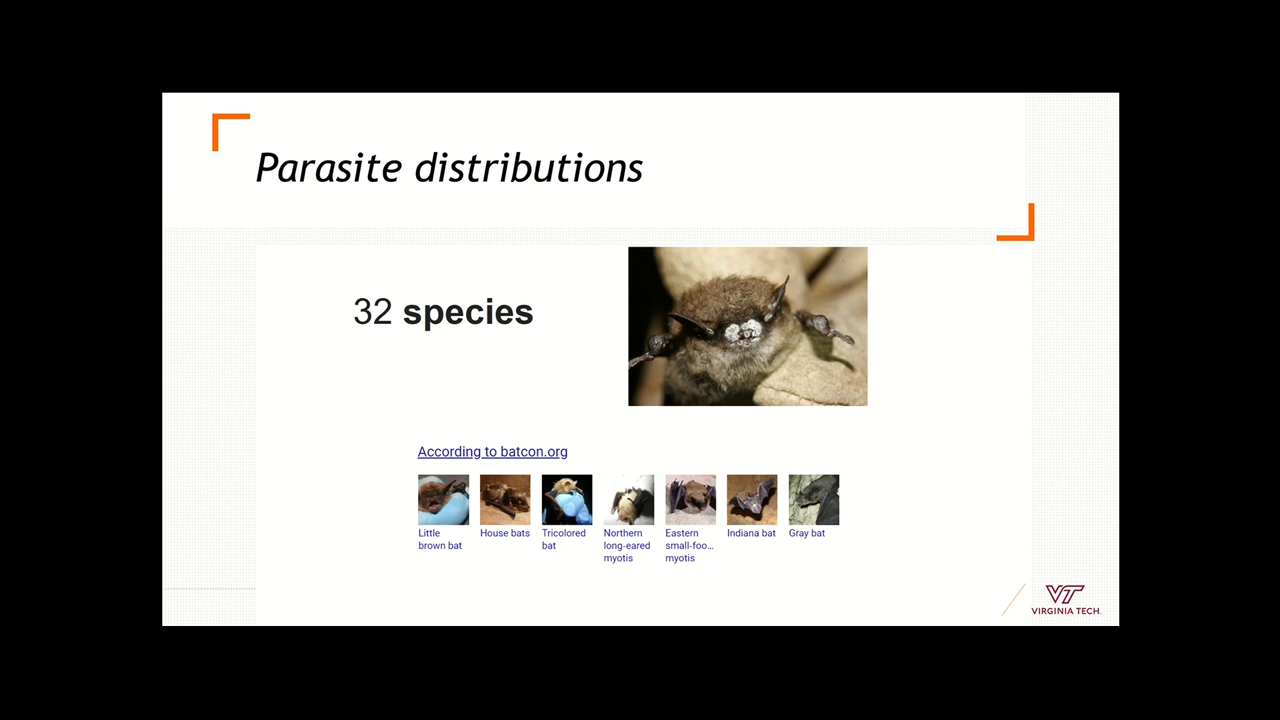 Parasite distributions
32 species
According to batcon.org
Little
brown bat
House bats
Tricolored
bat
Northern
long-eared
myotis
Eastern
small-foo...
myotis
Indiana bat
Gray bat
VT
VIRGINIA TECH.